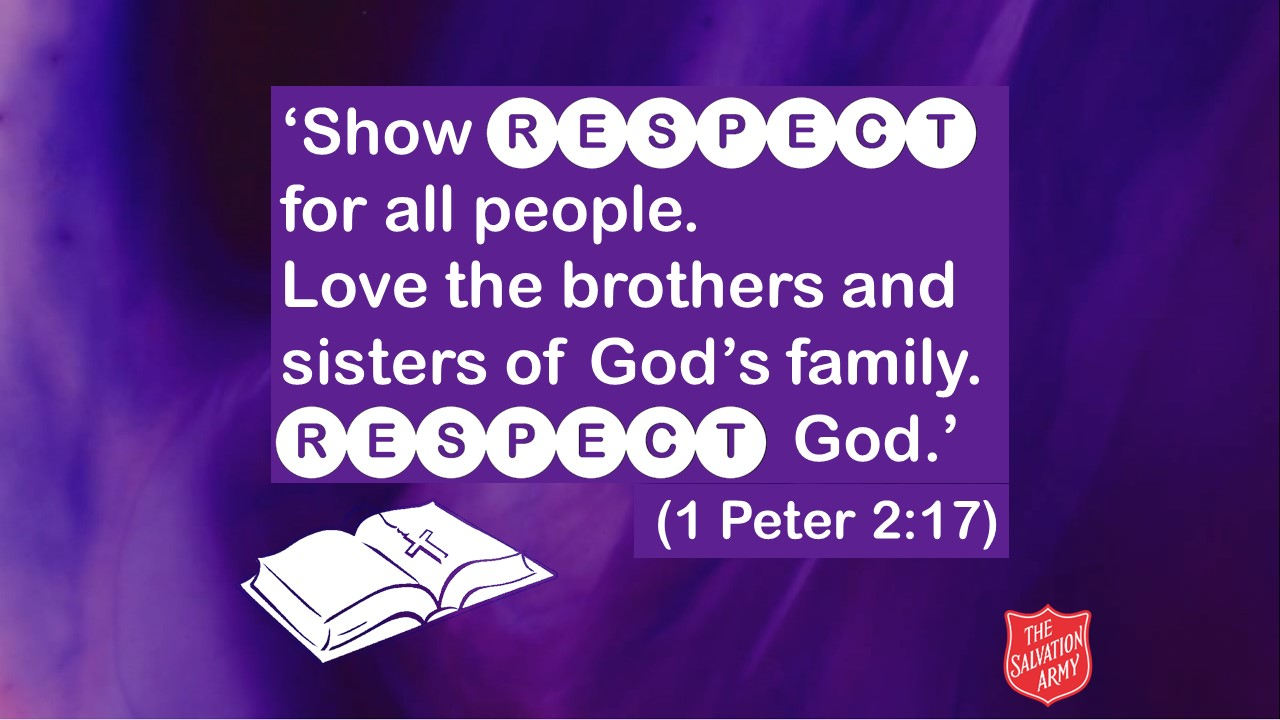 ‘Show RESPECT
for all people.
Love the brothers and
sisters of God’s family.
RESPECT God.’
(1 Peter 2:17)
THE
SALVATION
ARMY